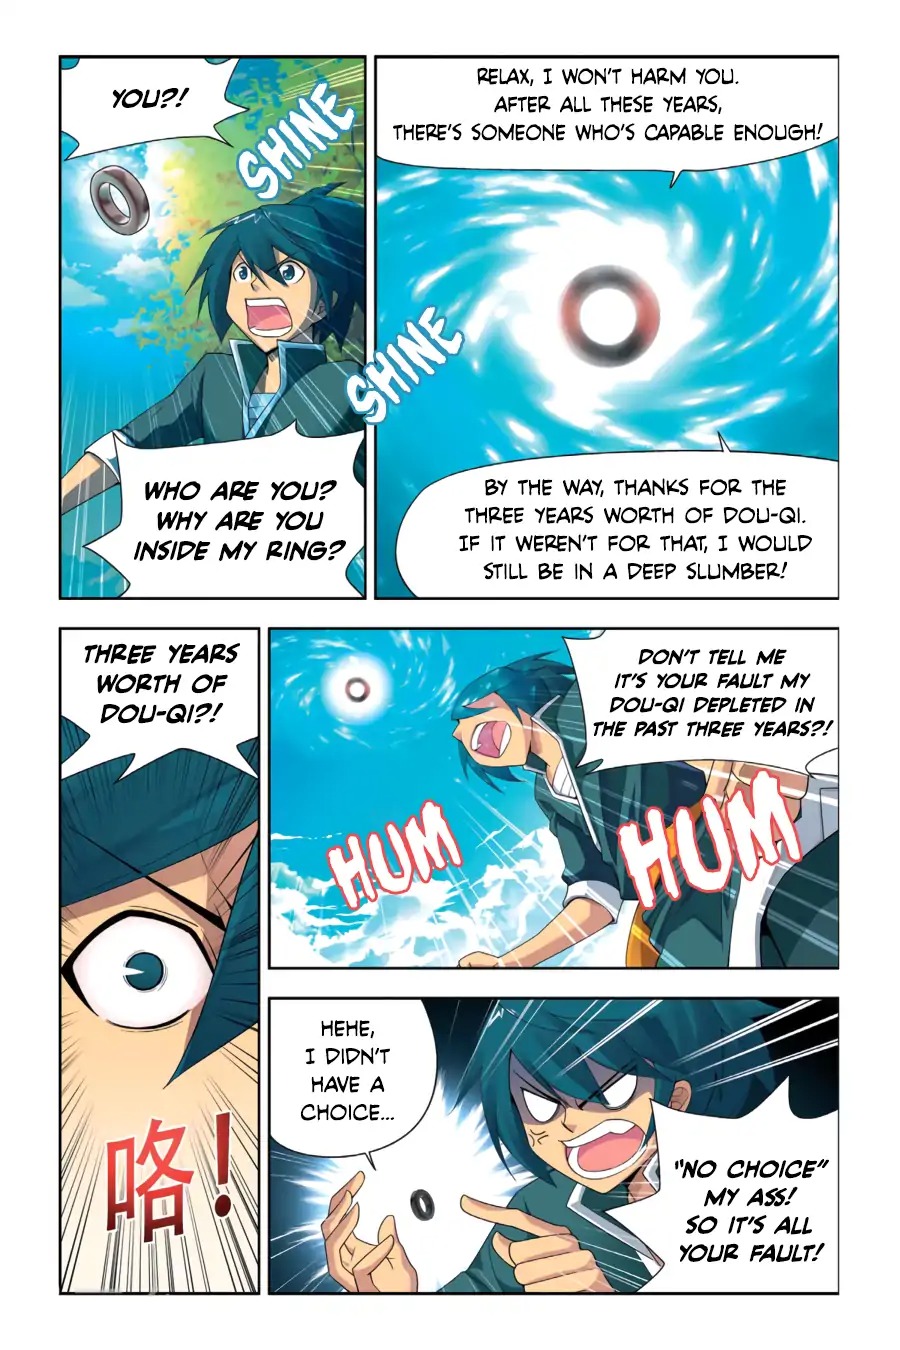 YOU?!
SHINE
WHO ARE YOU?
WHY ARE YOU
INSIDE MY RING?
RELAX, I WON'T HARM YOU.
AFTER ALL THESE YEARS,
THERE'S SOMEONE WHO'S CAPABLE ENOUGH!
SHINE
BY THE WAY, THANKS FOR THE
THREE YEARS WORTH OF DOU-QI.
IF IT WEREN'T FOR THAT, I WOULD
STILL BE IN A DEEP SLUMBER!
THREE YEARS
WORTH OF
DOU-QI?!
咯!
DON'T TELL ME
IT'S YOUR FAULT MY
DOU-QI DEPLETED IN
THE PAST THREE YEARS?!
HUM
HUM
HEHE,
I DIDN'T
HAVE A
CHOICE...
"NO CHOICE"
MY ASS!
SO IT'S ALL
YOUR FAULT!